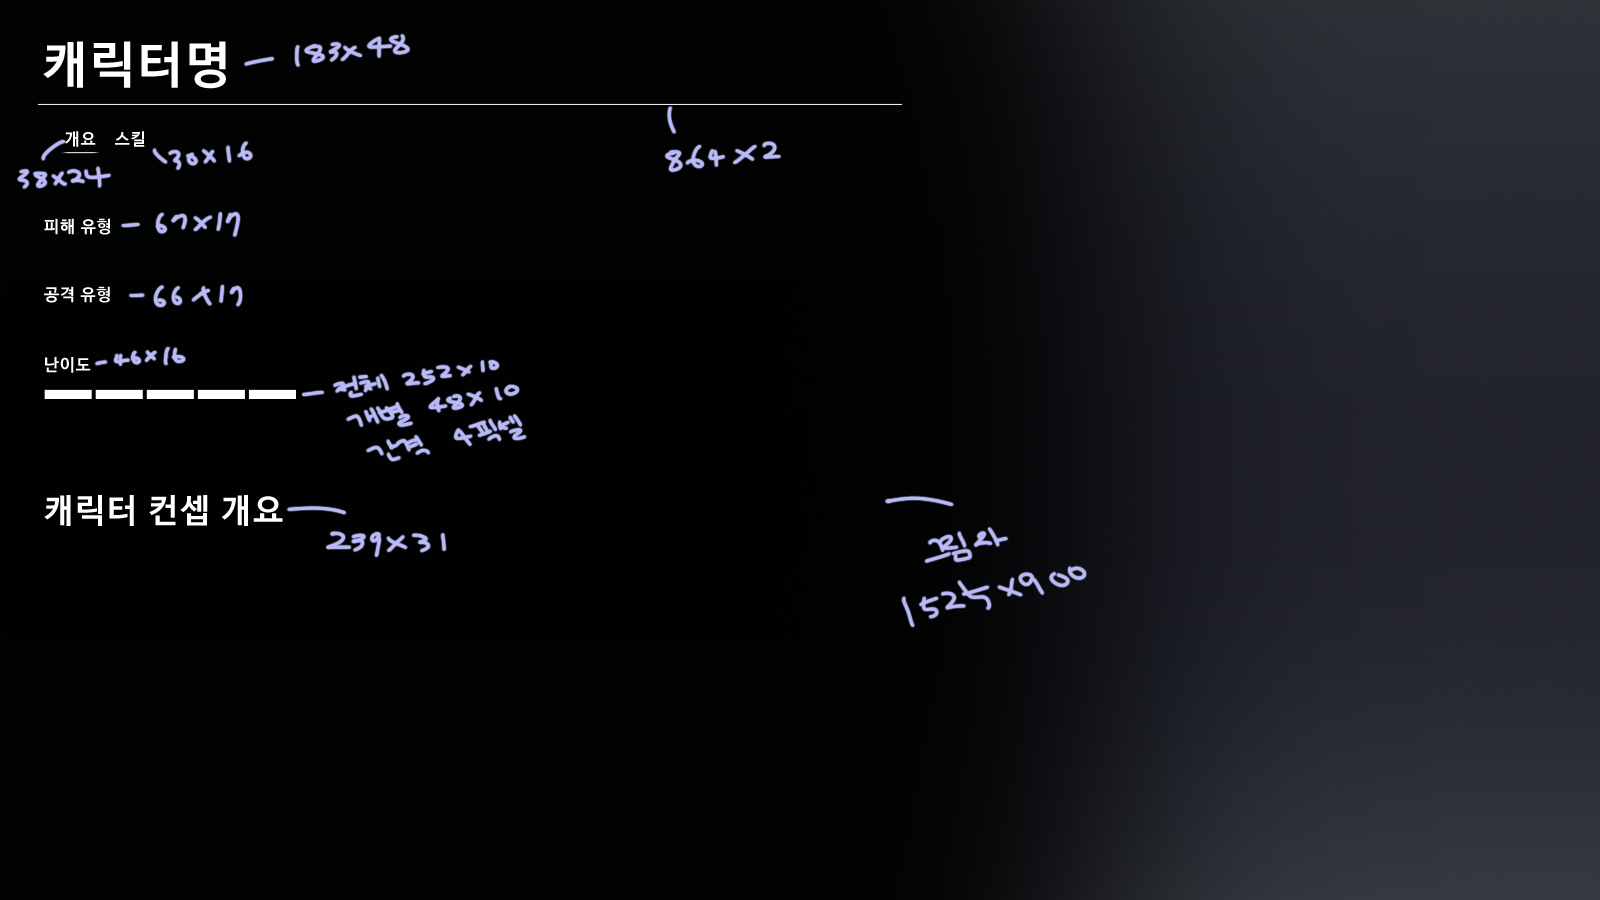 캐릭터명 - 183x48
개요 스킬
38x24
30x16
864x2
피해 유형 - 67x17
공격 유형 - 66x17
난이도 - 46x16
- 전체 252x10
개별 48x10
간격 4픽셀
캐릭터 컨셉 개요
239x31
1525x900